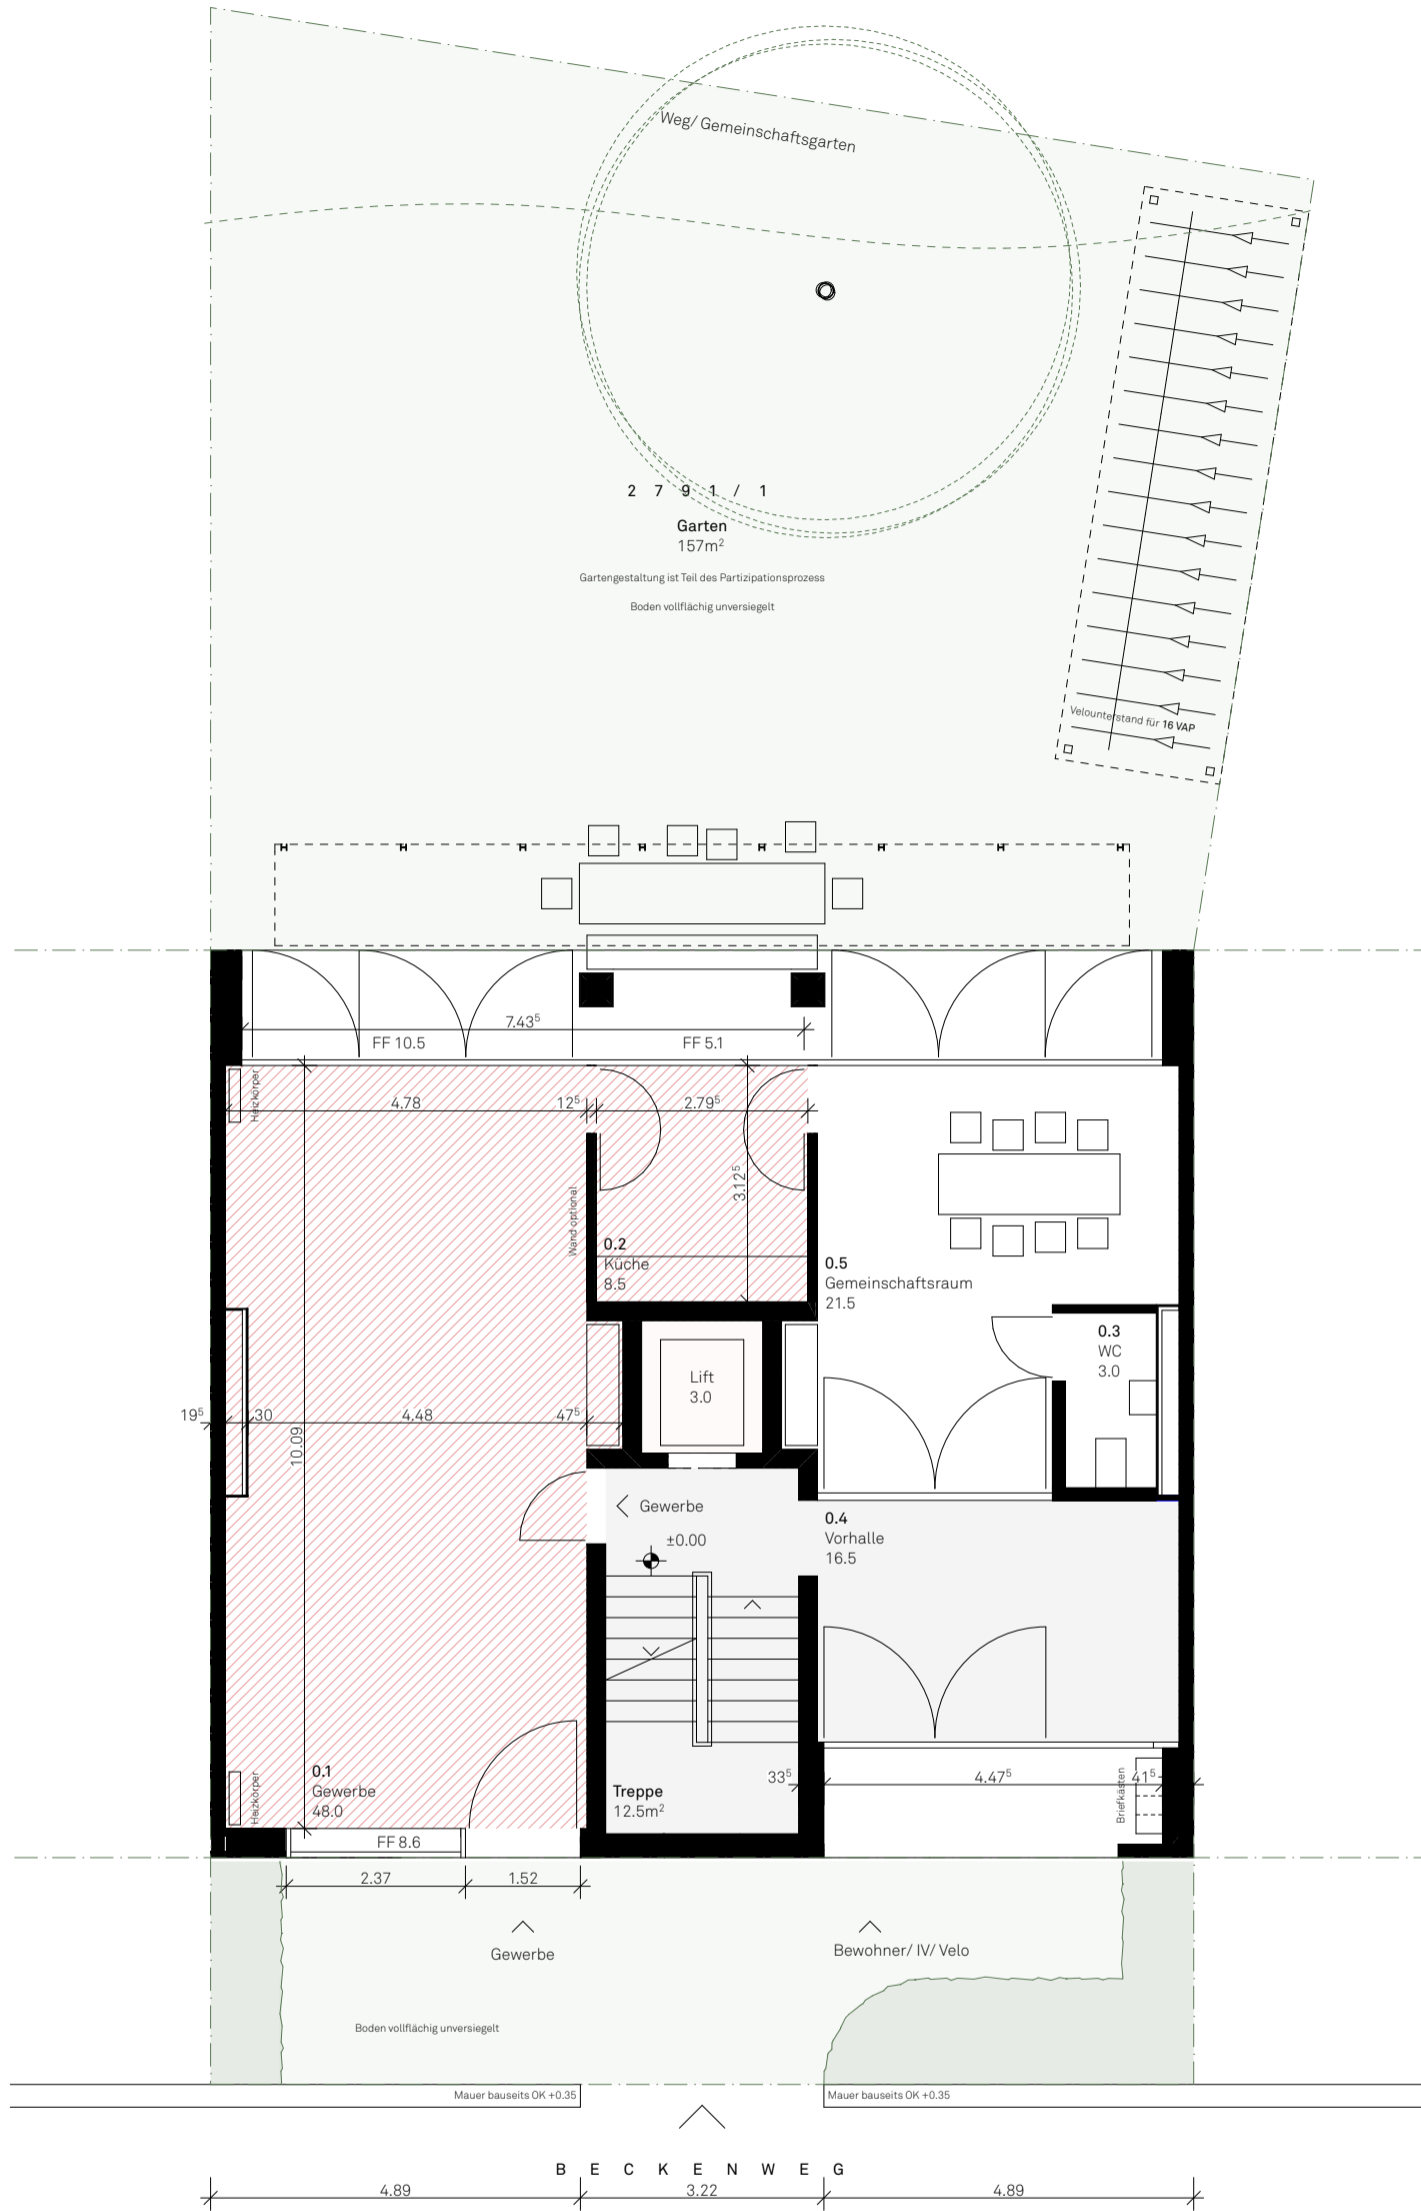 Weg/ Gemeinschaftsgarten
2 7 9 1 / 1
Garten
157m²
Gartengestaltung ist Teil des Partizipationsprozess
Boden vollflächig unversiegelt
Velounterstand für 16 VAP
7.43⁵
FF 10.5
FF 5.1
Heizkörper
4.78
12⁵
2.79⁵
3.12⁵
Wand optional
0.2
Küche
8.5
0.5
Gemeinschaftsraum
21.5
0.3
WC
3.0
Lift
3.0
19⁵
30
4.48
47⁵
10.09
Gewerbe
±0.00
0.4
Vorhalle
16.5
0.1
Gewerbe
48.0
Heizkörper
Treppe
12.5m²
33⁵
4.47⁵
41⁵
Briefkästen
FF 8.6
2.37
1.52
Gewerbe
Bewohner/ IV/ Velo
Boden vollflächig unversiegelt
Mauer bauseits OK +0.35
Mauer bauseits OK +0.35
B E C K E N W E G
4.89
3.22
4.89